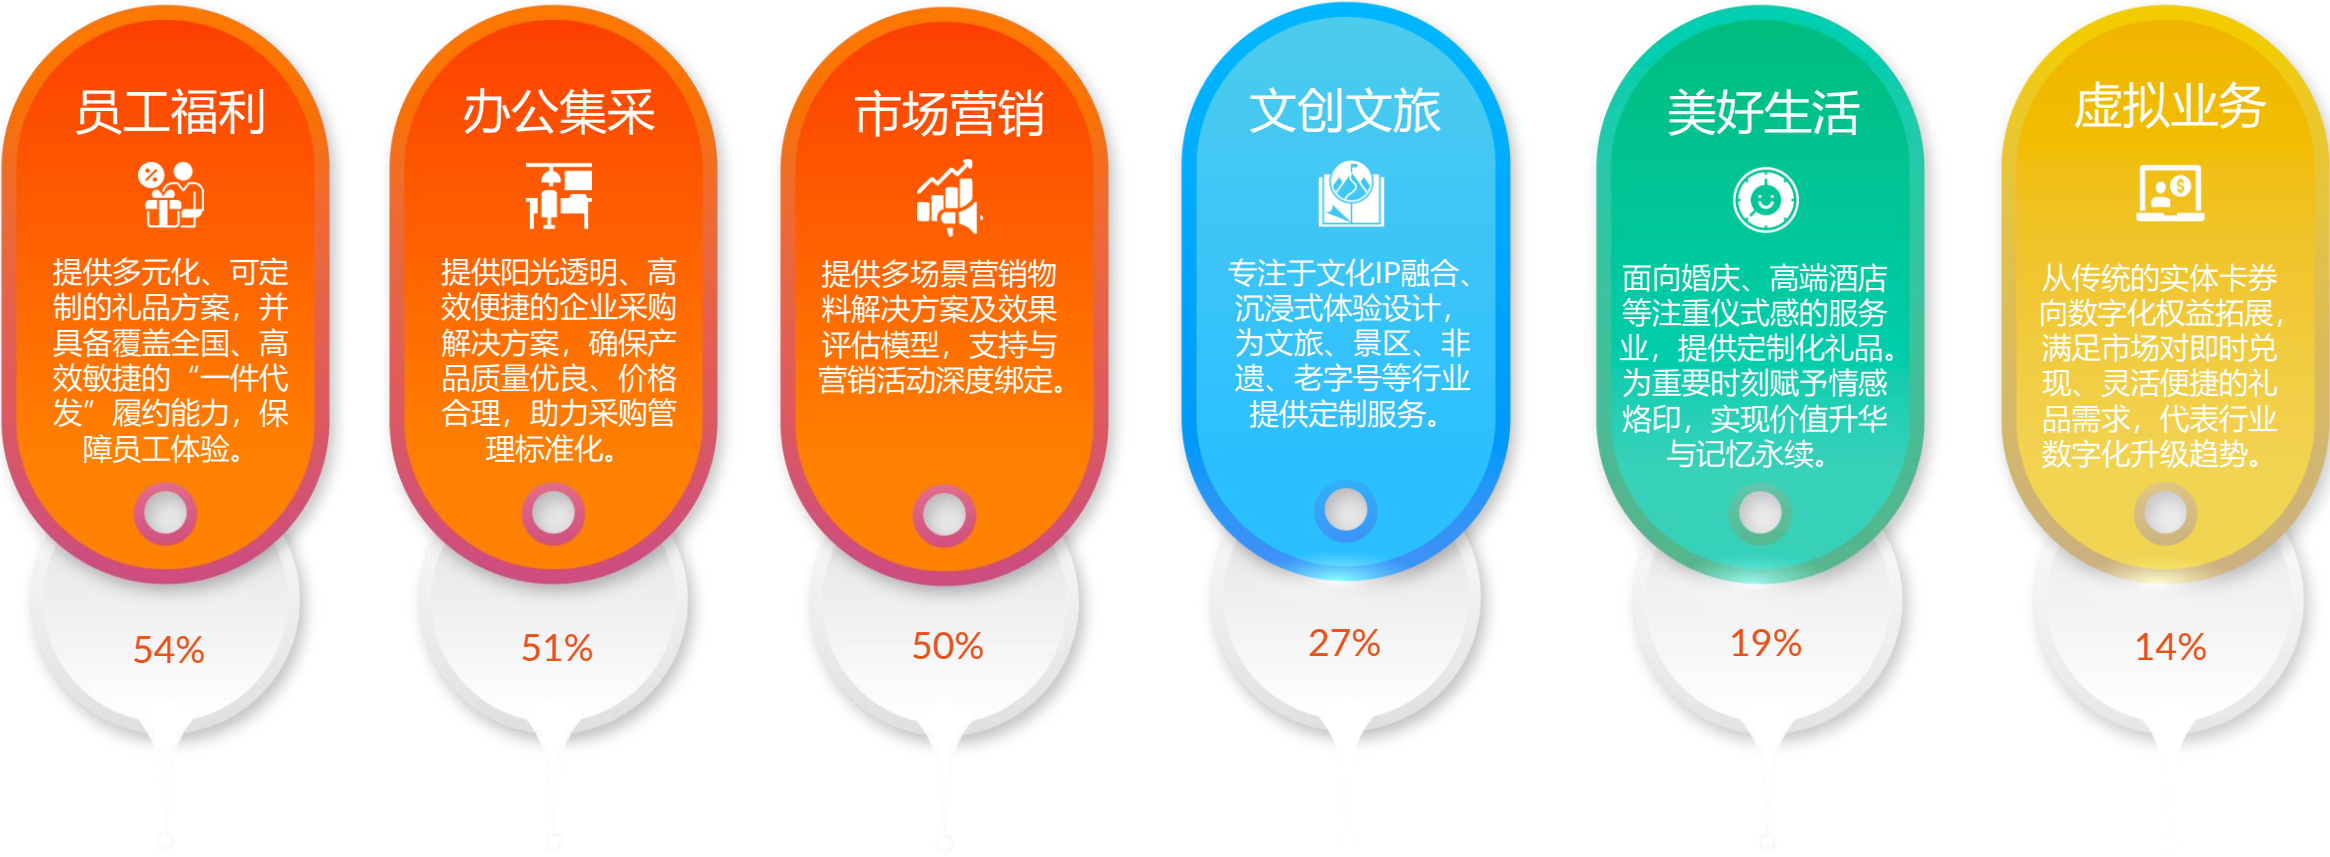 员工福利
提供多元化、可定
制的礼品方案，并
具备覆盖全国、高
效敏捷的“一件代
发”履约能力，保
障员工体验。
54%
办公集采
提供阳光透明、高
效便捷的企业采购
解决方案，确保产
品质量优良、价格
合理，助力采购管
理标准化。
51%
市场营销
提供多场景营销物
料解决方案及效果
评估模型，支持与
营销活动深度绑定。
50%
文创文旅
专注于文化IP融合、
沉浸式体验设计，
为文旅、景区、非
遗、老字号等行业
提供定制服务。
27%
美好生活
面向婚庆、高端酒店
等注重仪式感的服务
业，提供定制化礼品。
为重要时刻赋予情感
烙印，实现价值升华
与记忆永续。
19%
虚拟业务
从传统的实体卡券
向数字化权益拓展，
满足市场对即时兑
现、灵活便捷的礼
品需求，代表行业
数字化升级趋势。
14%